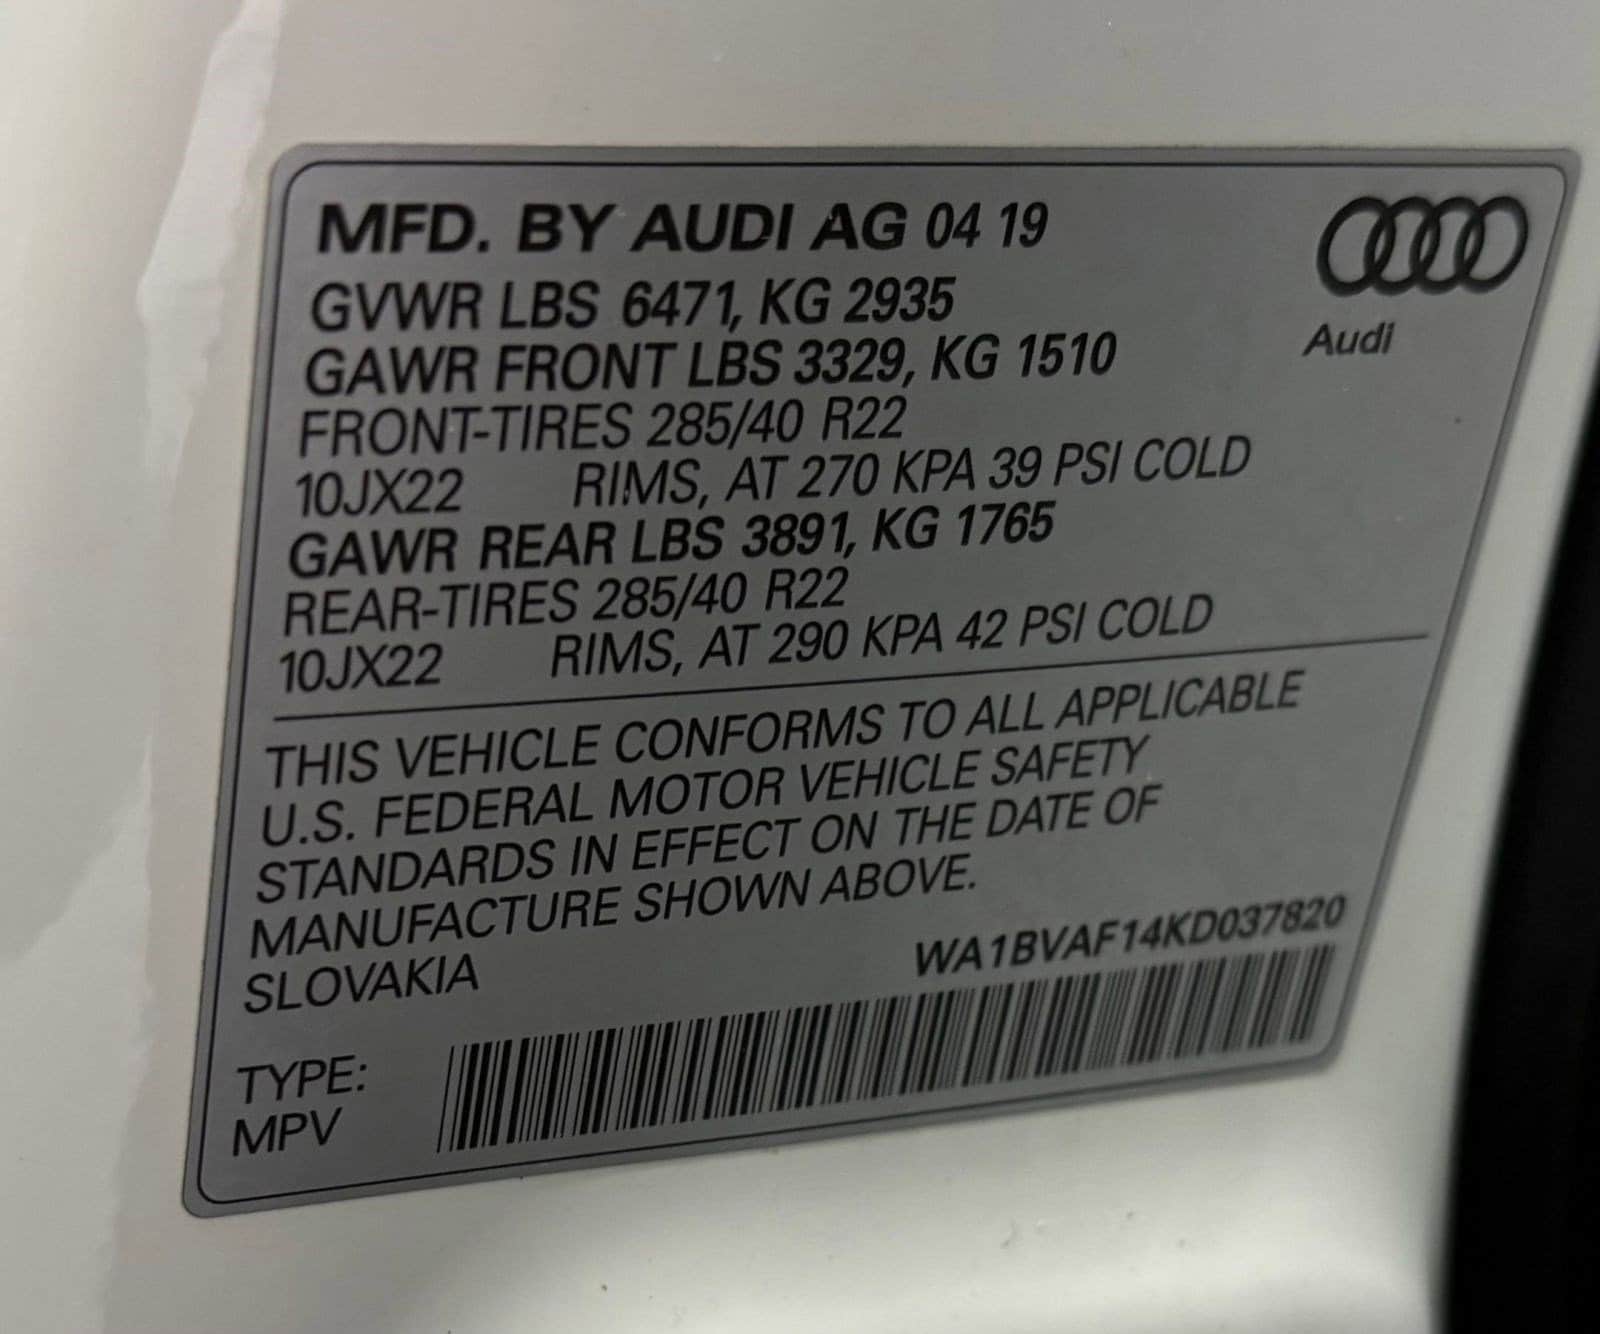 MFD. BY AUDI AG 04 19
GVWR LBS 6471, KG 2935
GAWR FRONT LBS 3329, KG 1510
FRONT-TIRES 285/40 R22
10JX22 RIMS, AT 270 KPA 39 PSI COLD
GAWR REAR LBS 3891, KG 1765
REAR-TIRES 285/40 R22
10JX22 RIMS, AT 290 KPA 42 PSI COLD
Audi
THIS VEHICLE CONFORMS TO ALL APPLICABLE
U.S. FEDERAL MOTOR VEHICLE SAFETY
STANDARDS IN EFFECT ON THE DATE OF
MANUFACTURE SHOWN ABOVE.
SLOVAKIA
WA1BVAF14KD037820
TYPE:
MPV